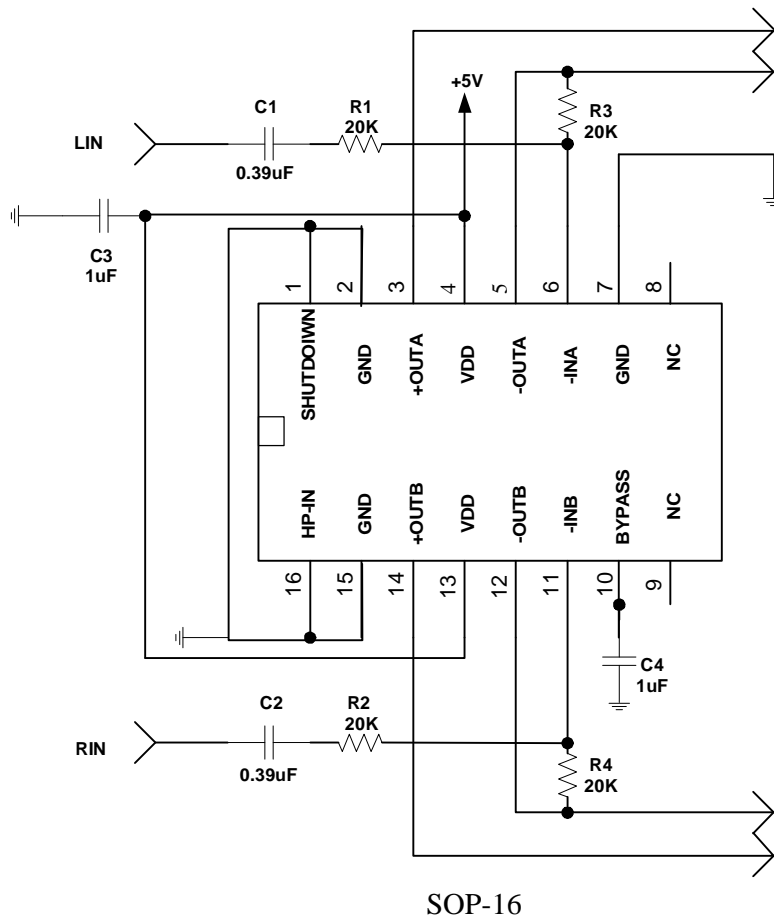 +5V
C1
R1
20K
R3
20K
LIN
0.39uF
C3
1uF
1
2
3
4
5
6
7
8
SHUTDOIWN
GND
+OUTA
VDD
-OUTA
-INA
GND
NC
HP-IN
GND
+OUTB
VDD
-OUTB
-INB
BYPASS
NC
16
15
14
13
12
11
10
9
C4
1uF
C2
R2
20K
RIN
0.39uF
R4
20K
SOP-16